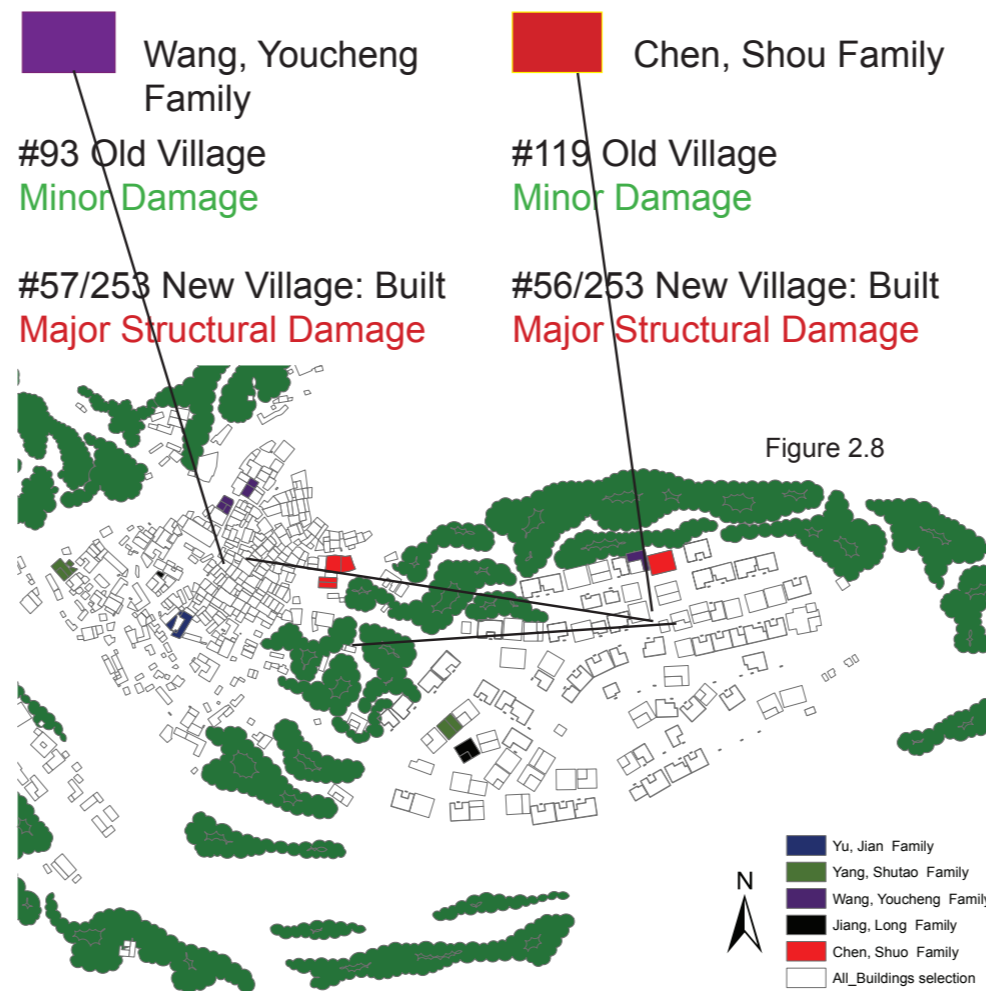 Wang, Youcheng
Family
#93 Old Village
Minor Damage
#57/253 New Village: Built
Major Structural Damage
Chen, Shou Family
#119 Old Village
Minor Damage
#56/253 New Village: Built
Major Structural Damage
Figure 2.8
N
Yu, Jian Family
Yang, Shutao Family
Wang, Youcheng Family
Jiang, Long Family
Chen, Shuo Family
All_Buildings selection